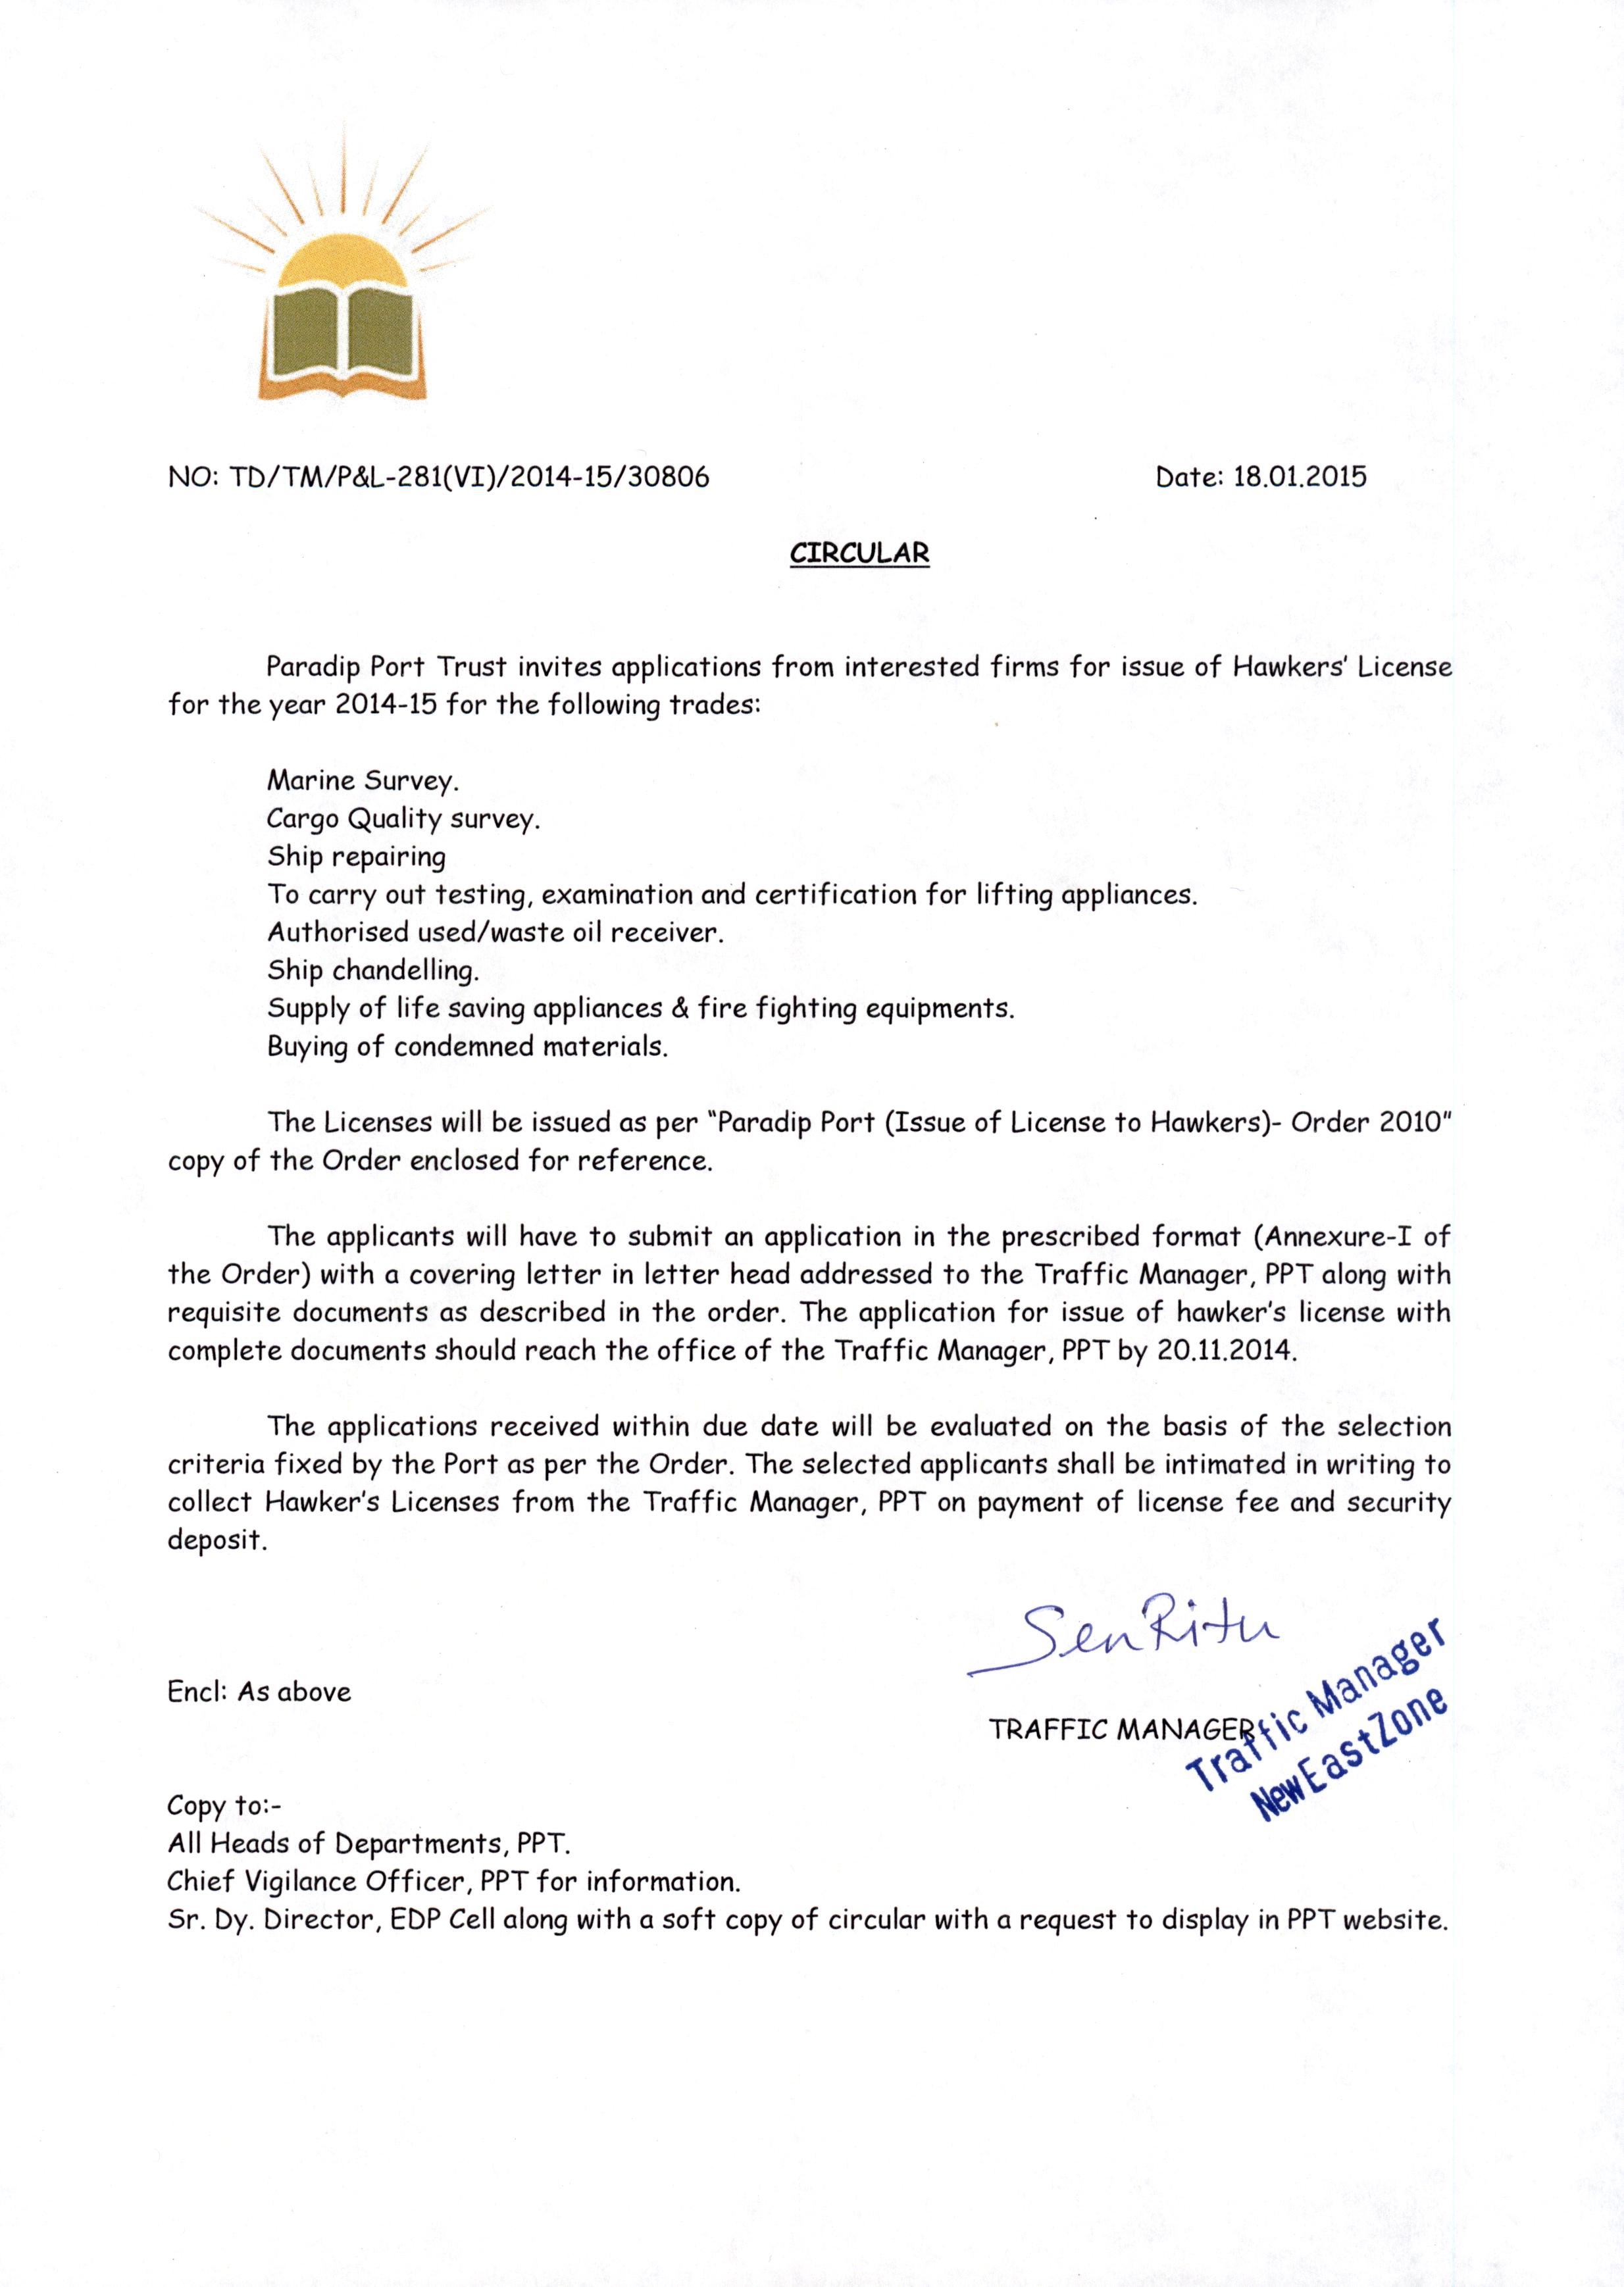 NO: TD/TM/P&L-281(VI)/2014-15/30806 Date: 18.01.2015
CIRCULAR
Paradip Port Trust invites applications from interested firms for issue of Hawkers' License
for the year 2014-15 for the following trades:
Marine Survey.
Cargo Quality survey.
Ship repairing
To carry out testing, examination and certification for lifting appliances.
Authorised used/waste oil receiver.
Ship chandelling.
Supply of life saving appliances & fire fighting equipments.
Buying of condemned materials.
The Licenses will be issued as per "Paradip Port (Issue of License to Hawkers)- Order 2010"
copy of the Order enclosed for reference.
The applicants will have to submit an application in the prescribed format (Annexure-I of
the Order) with a covering letter in letter head addressed to the Traffic Manager, PPT along with
requisite documents as described in the order. The application for issue of hawker's license with
complete documents should reach the office of the Traffic Manager, PPT by 20.11.2014.
The applications received within due date will be evaluated on the basis of the selection
criteria fixed by the Port as per the Order. The selected applicants shall be intimated in writing to
collect Hawker's Licenses from the Traffic Manager, PPT on payment of license fee and security
deposit.
SenRitu
Encl: As above
TRAFFIC MANAGER
Traffic Manager
NewEastZone
Copy to:-
All Heads of Departments, PPT.
Chief Vigilance Officer, PPT for information.
Sr. Dy. Director, EDP Cell along with a soft copy of circular with a request to display in PPT website.